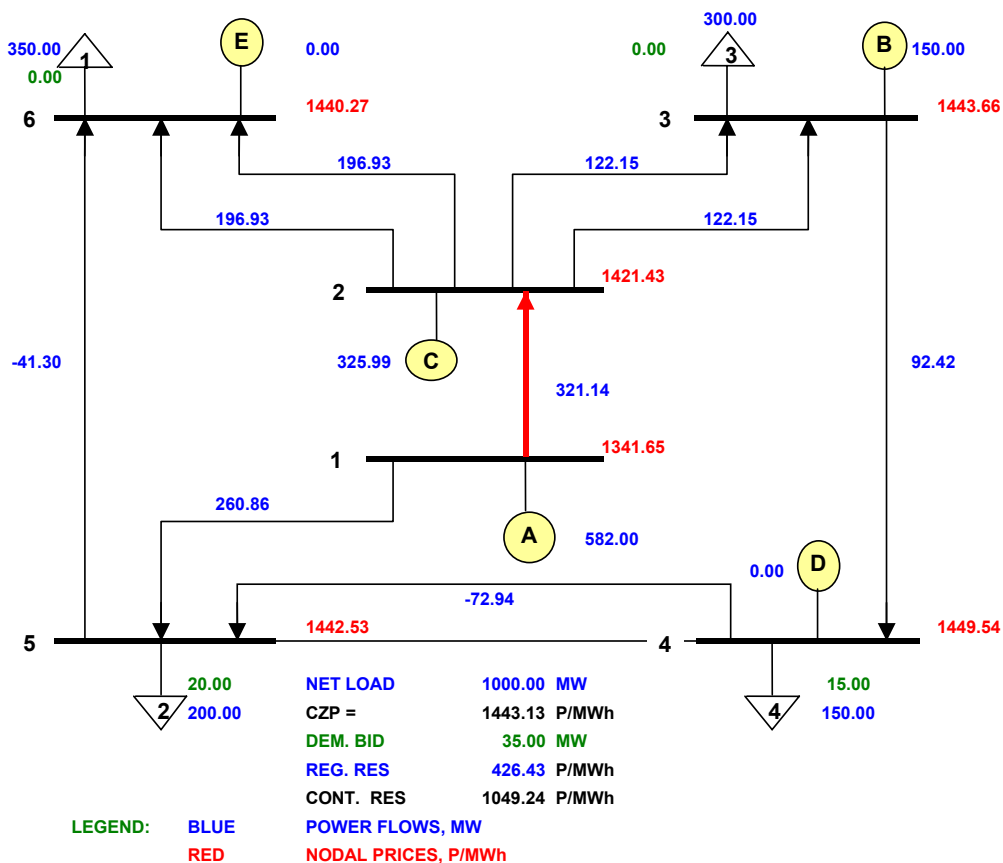 300.00
350.00 1 E 0.00 0.00 3 B 150.00
0.00
6 1440.27 3 1443.66
196.93 122.15
196.93 122.15
2 1421.43
-41.30 325.99 C 321.14 92.42
1 1341.65
260.86
A 582.00 D
0.00
-72.94
5 1442.53 4 1449.54
20.00 NET LOAD 1000.00 MW 15.00
2 200.00 CZP = 1443.13 P/MWh 4 150.00
DEM. BID 35.00 MW
REG. RES 426.43 P/MWh
CONT. RES 1049.24 P/MWh
LEGEND: BLUE POWER FLOWS, MW
RED NODAL PRICES, P/MWh